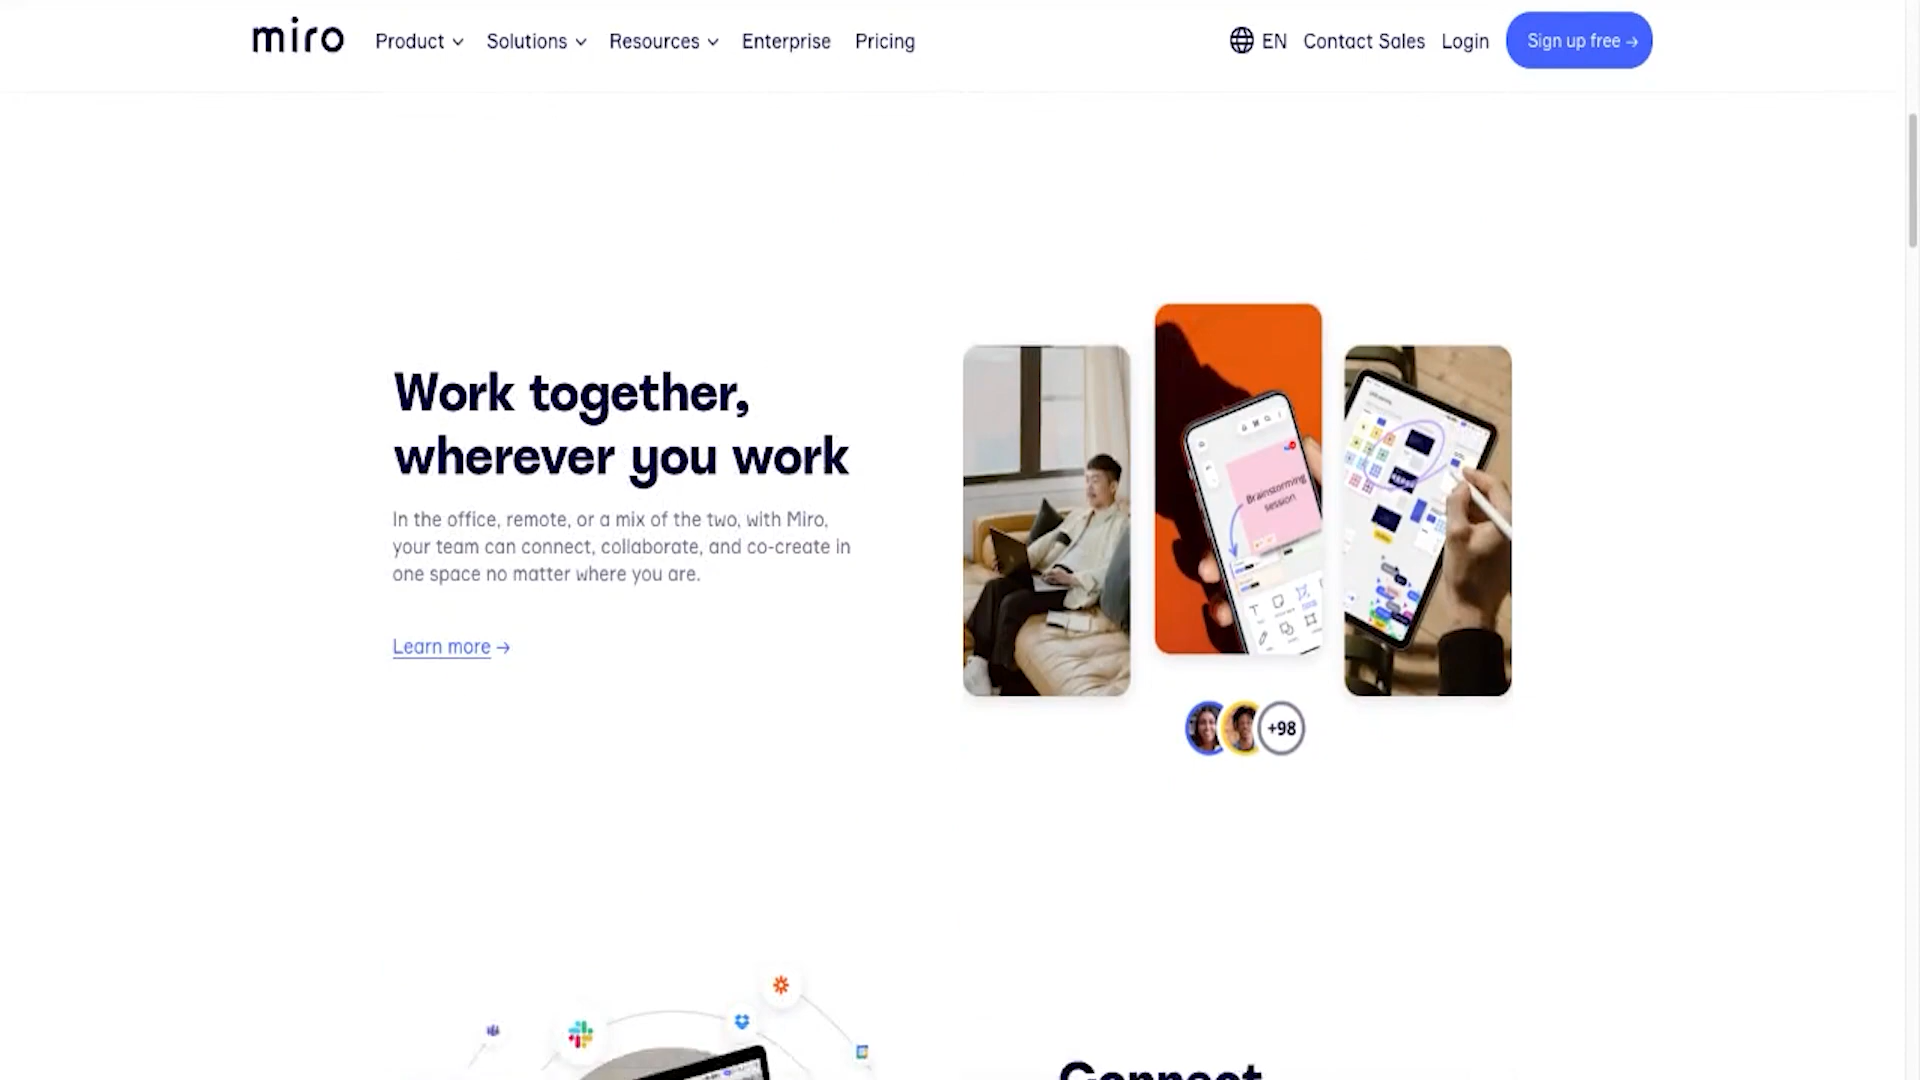 miro
Product
Solutions
Resources
Enterprise
Pricing
EN
Contact Sales
Login
Sign up free →
Work together,
wherever you work
In the office, remote, or a mix of the two, with Miro,
your team can connect, collaborate, and co-create in
one space no matter where you are.
Learn more →
Brainstorming
session
+98
Connect